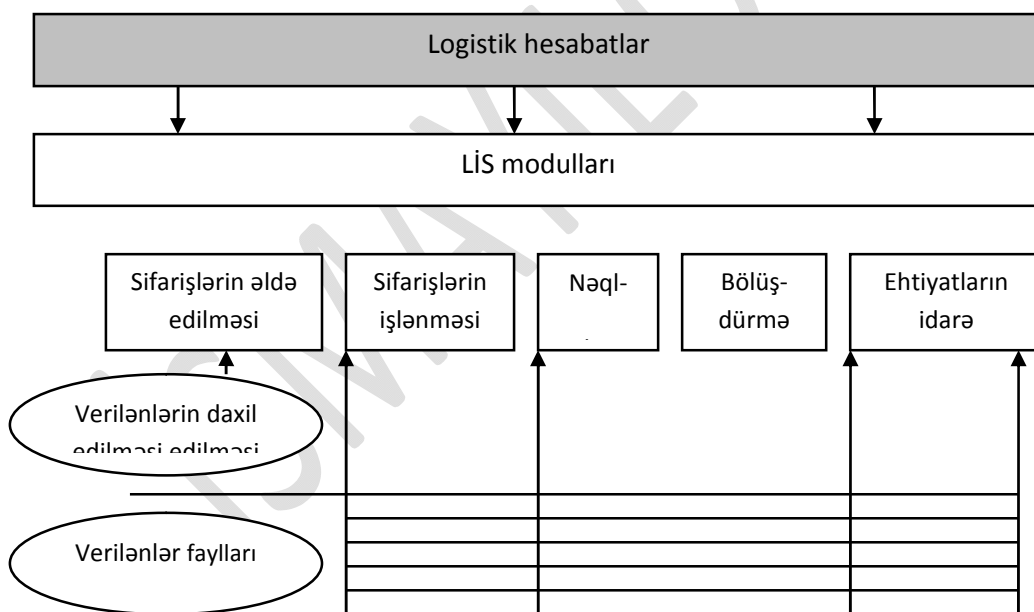 Logistik hesabatlar
LİS modulları
Sifarişlərin əldə
edilməsi
Sifarişlərin
işlənməsi
Nəql-
Bölüş-
dürmə
Ehtiyatların
idarə
Verilənlərin daxil
edilməsi edilməsi
Verilənlər faylları